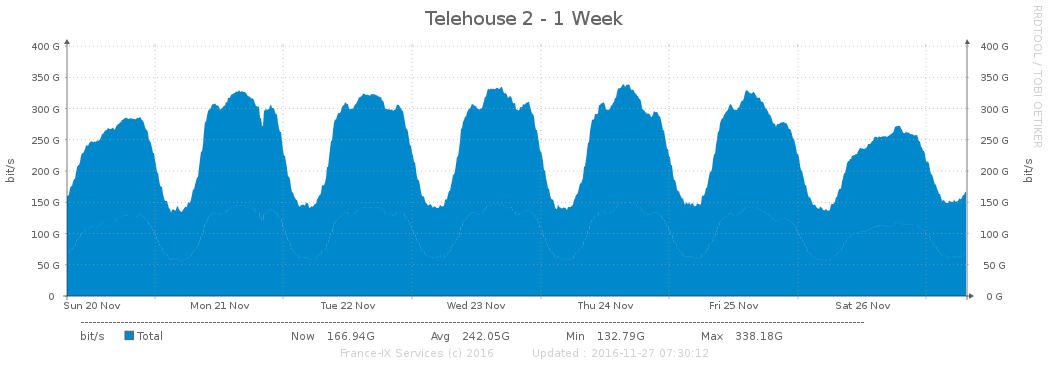 Telehouse 2 - 1 Week
RRDTOOL / TOBI OETIKER
400 G 400 G
350 G 350 G
300 G 300 G
250 G 250 G
200 G 200 G
150 G 150 G
100 G 100 G
50 G 50 G
0 0 G
bit/s bit/s
Sun 20 Nov Mon 21 Nov Tue 22 Nov Wed 23 Nov Thu 24 Nov Fri 25 Nov Sat 26 Nov
bit/s Total Now 166.94G Avg 242.05G Min 132.79G Max 338.18G
France-IX Services (c) 2016 Updated : 2016-11-27 07:30:12